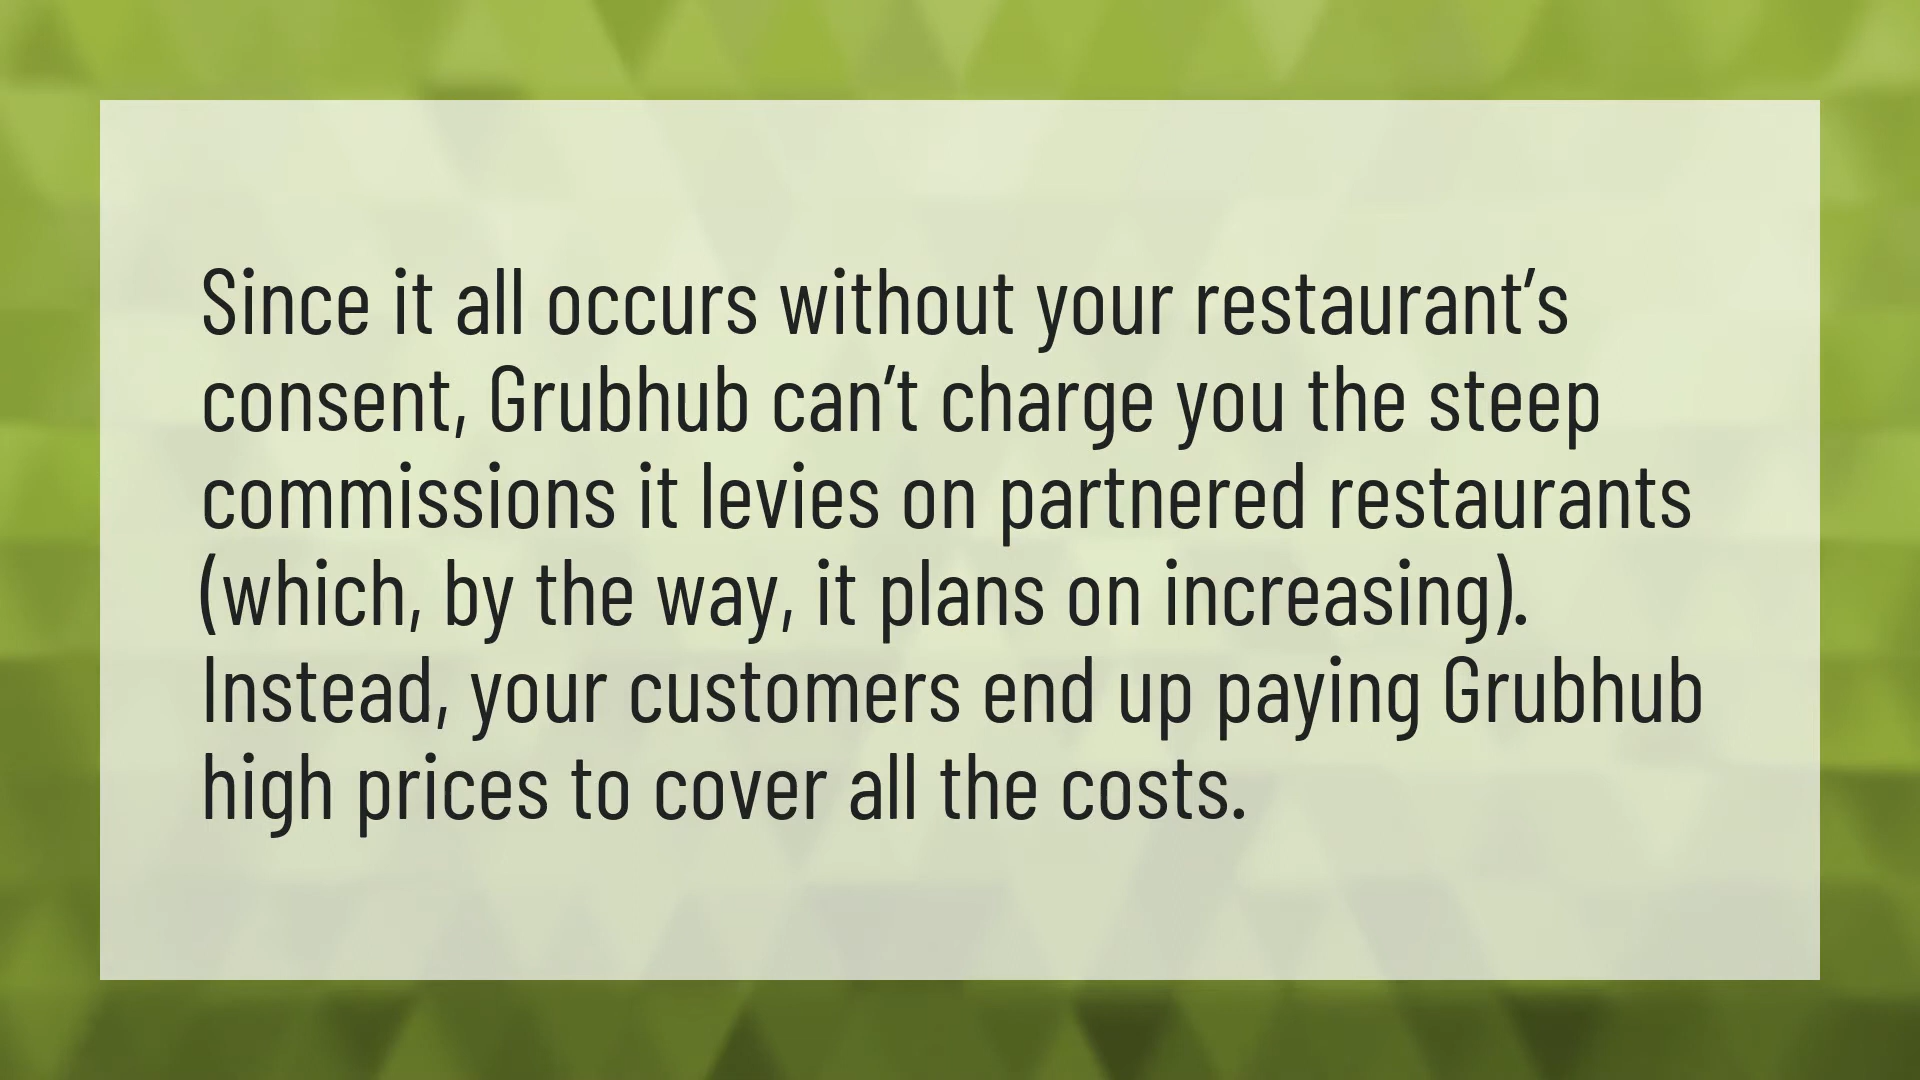 Since it all occurs without your restaurant’s
consent, Grubhub can’t charge you the steep
commissions it levies on partnered restaurants
(which, by the way, it plans on increasing).
Instead, your customers end up paying Grubhub
high prices to cover all the costs.